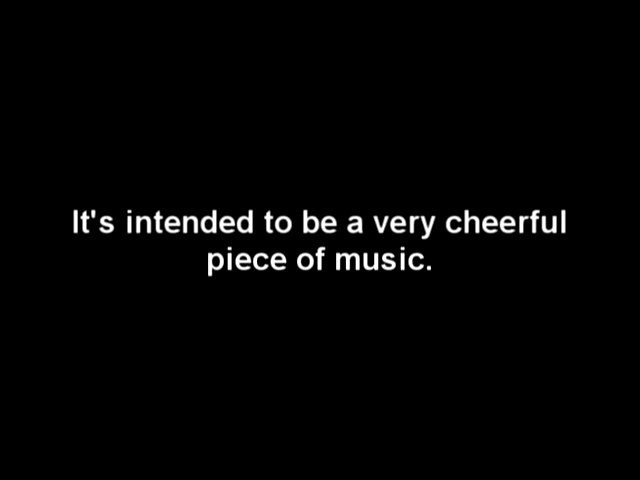 It's intended to be a very cheerful
piece of music.